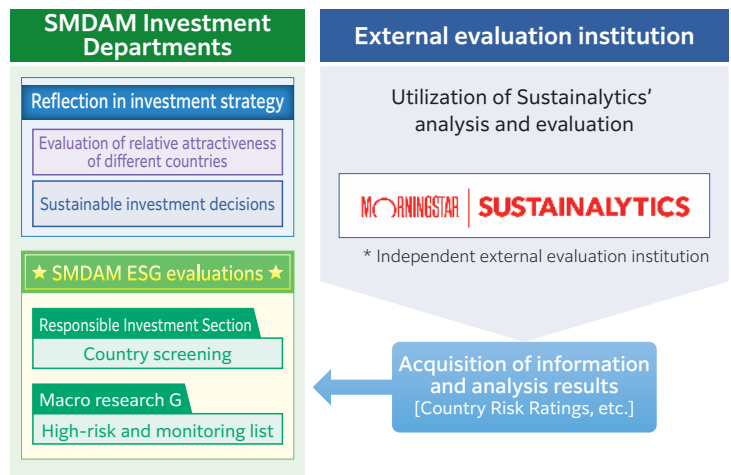 SMDAM Investment
Departments
Reflection in investment strategy
Evaluation of relative attractiveness
of different countries
Sustainable investment decisions
★ SMDAM ESG evaluations ★
Responsible Investment Section
Country screening
Macro research G
High-risk and monitoring list
External evaluation institution
Utilization of Sustainalytics’
analysis and evaluation
MORNINGSTAR | SUSTAINALYTICS
* Independent external evaluation institution
Acquisition of information
and analysis results
[Country Risk Ratings, etc.]